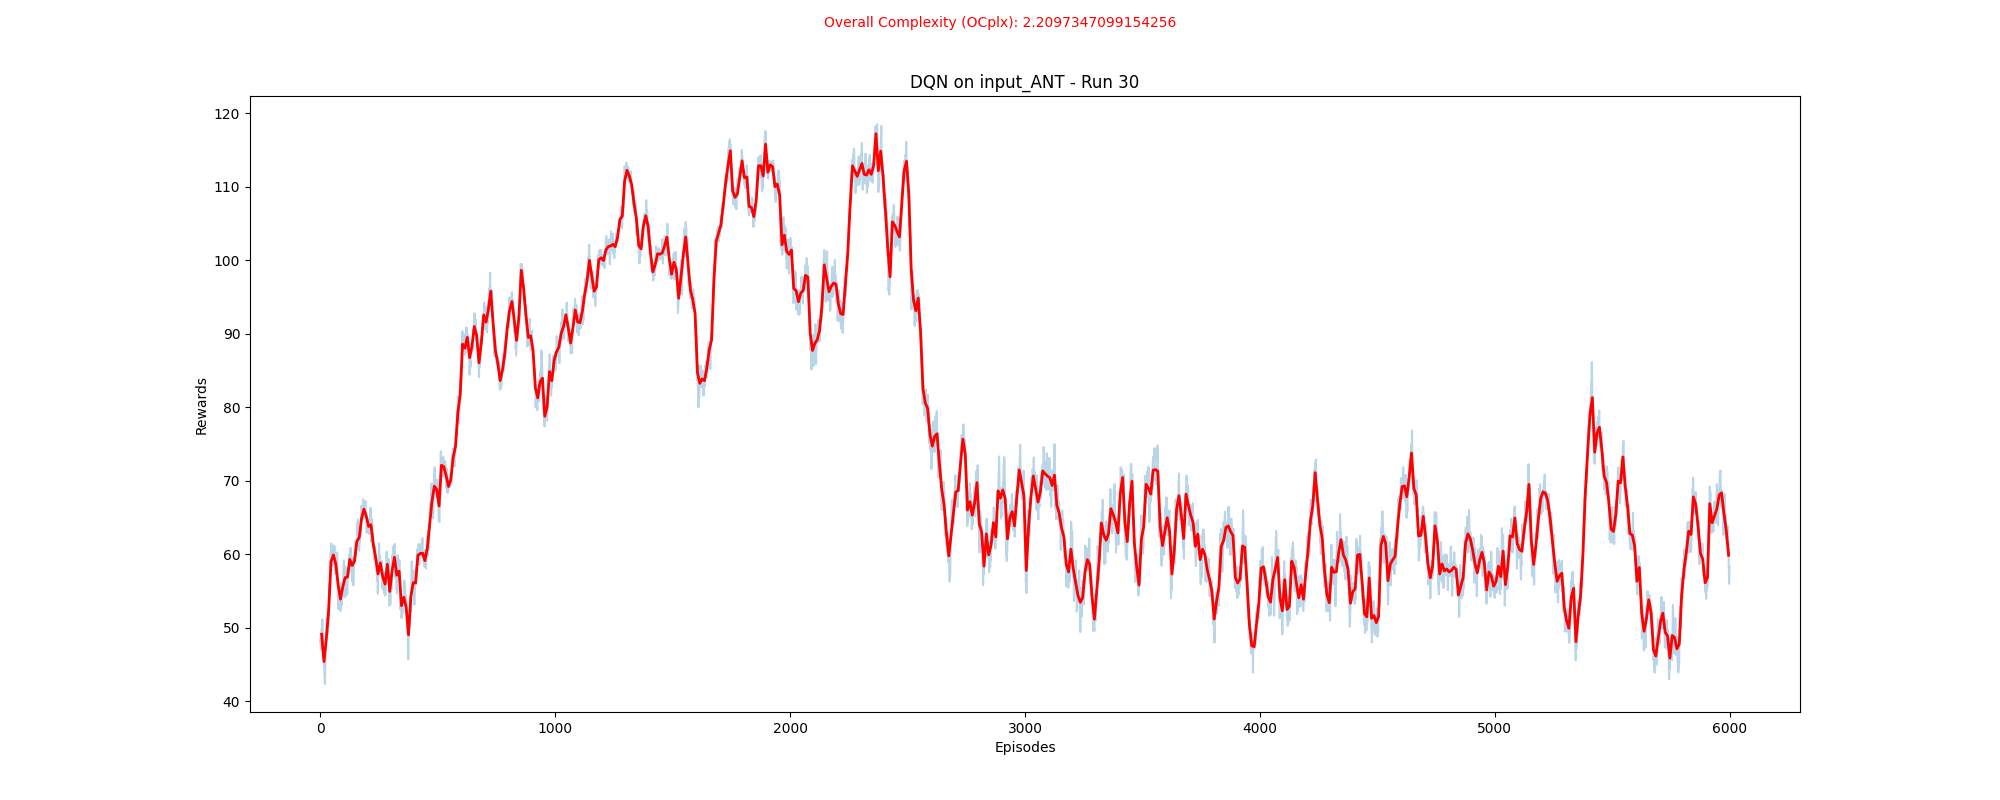 Overall Complexity (OCplx): 2.2097347099154256
DQN on input_ANT - Run 30
120
110
100
90
80
70
60
50
40
Rewards
0 1000 2000 3000 4000 5000 6000
Episodes